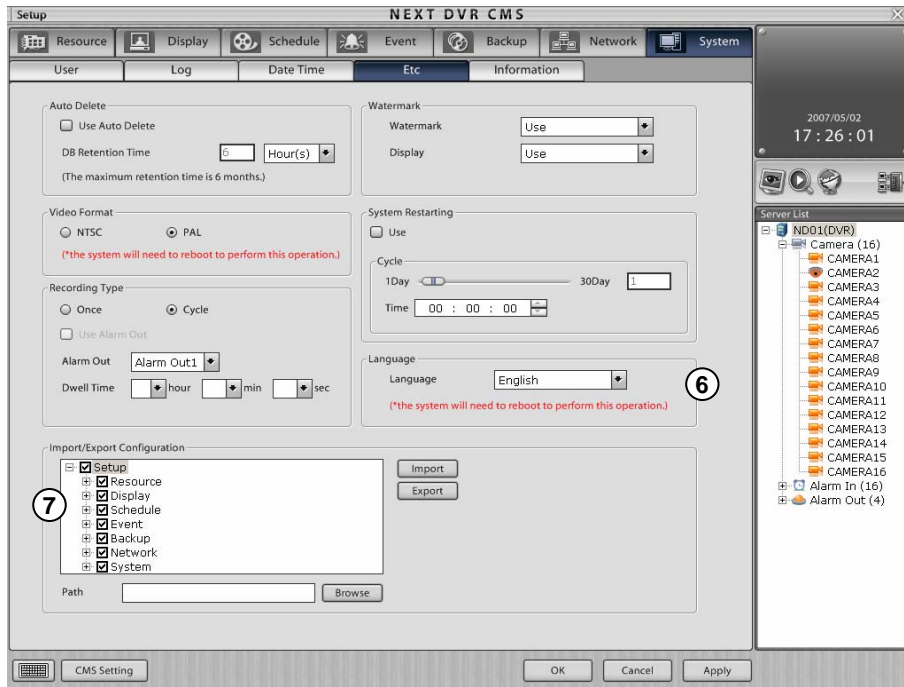 Setup
NEXT DVR CMS
Resource
Display
Schedule
Event
Backup
Network
System
User
Log
Date Time
Etc
Information
Auto Delete
Use Auto Delete
DB Retention Time 6 Hour(s)
(The maximum retention time is 6 months.)
Watermark
Watermark Use
Display Use
Video Format
NTSC PAL
(*the system will need to reboot to perform this operation.)
System Restarting
Use
Cycle
1Day 30Day 1
Time 00 : 00 : 00
Recording Type
Once Cycle
Use Alarm Out
Alarm Out Alarm Out1
Dwell Time hour min sec
Language
Language English
(*the system will need to reboot to perform this operation.)
6
Import/Export Configuration
Setup
Resource
Display
Schedule
Event
Backup
Network
System
7
Import
Export
Path Browse
CMS Setting
OK
Cancel
Apply
2007/05/02
17:26:01
Server List
ND01(DVR)
Camera (16)
CAMERA1
CAMERA2
CAMERA3
CAMERA4
CAMERA5
CAMERA6
CAMERA7
CAMERA8
CAMERA9
CAMERA10
CAMERA11
CAMERA12
CAMERA13
CAMERA14
CAMERA15
CAMERA16
Alarm In (16)
Alarm Out (4)